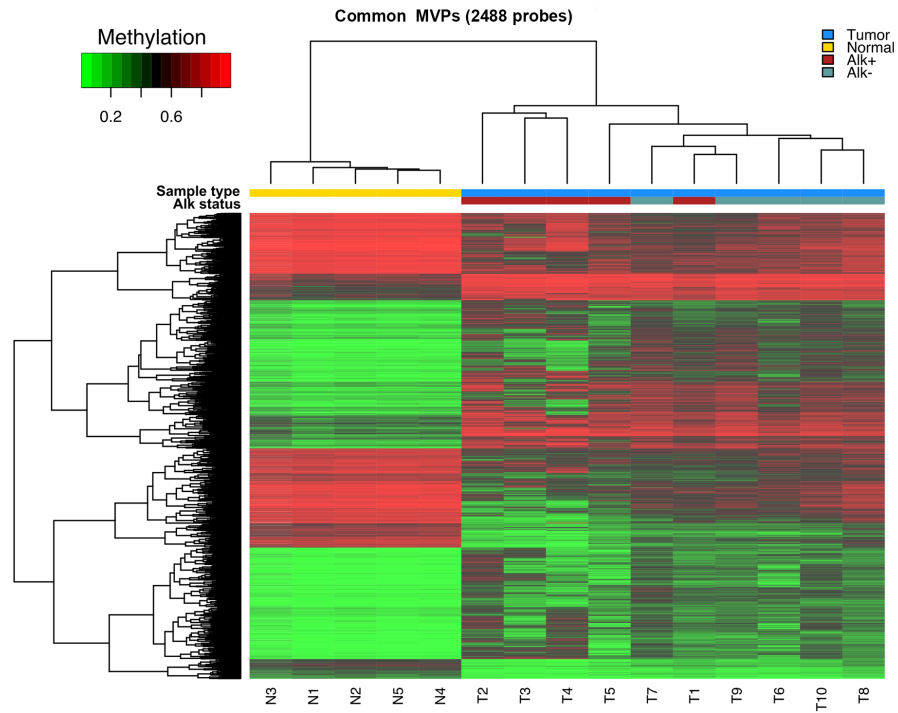 Common MVPs (2488 probes)
Methylation
0.2 0.6
Tumor
Normal
Alk+
Alk-
Sample type
Alk status
N3 N1 N2 N5 N4 T2 T3 T4 T5 T7 T1 T9 T6 T10 T8